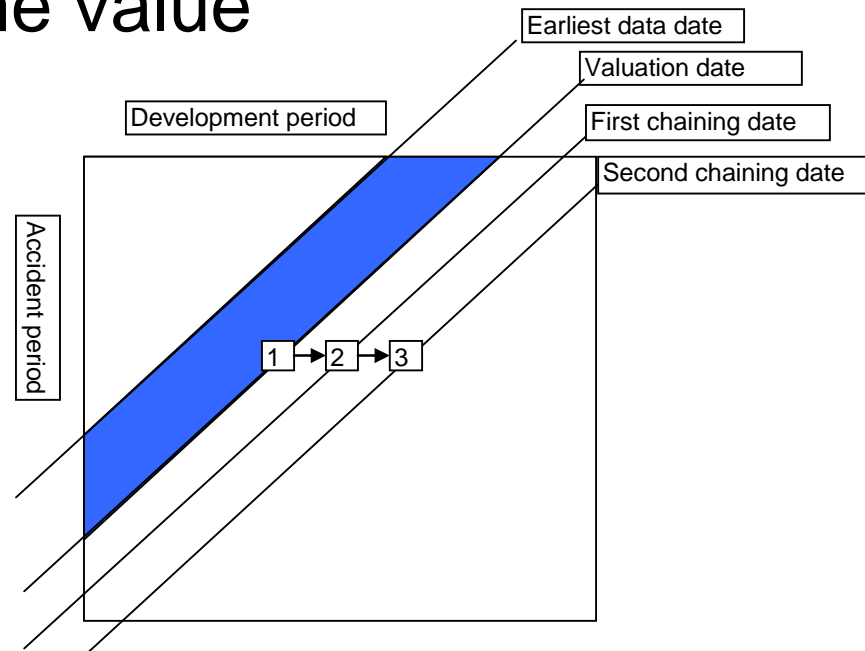 ne value
Earliest data date
Valuation date
Development period
First chaining date
Second chaining date
Accident period
1
2
3